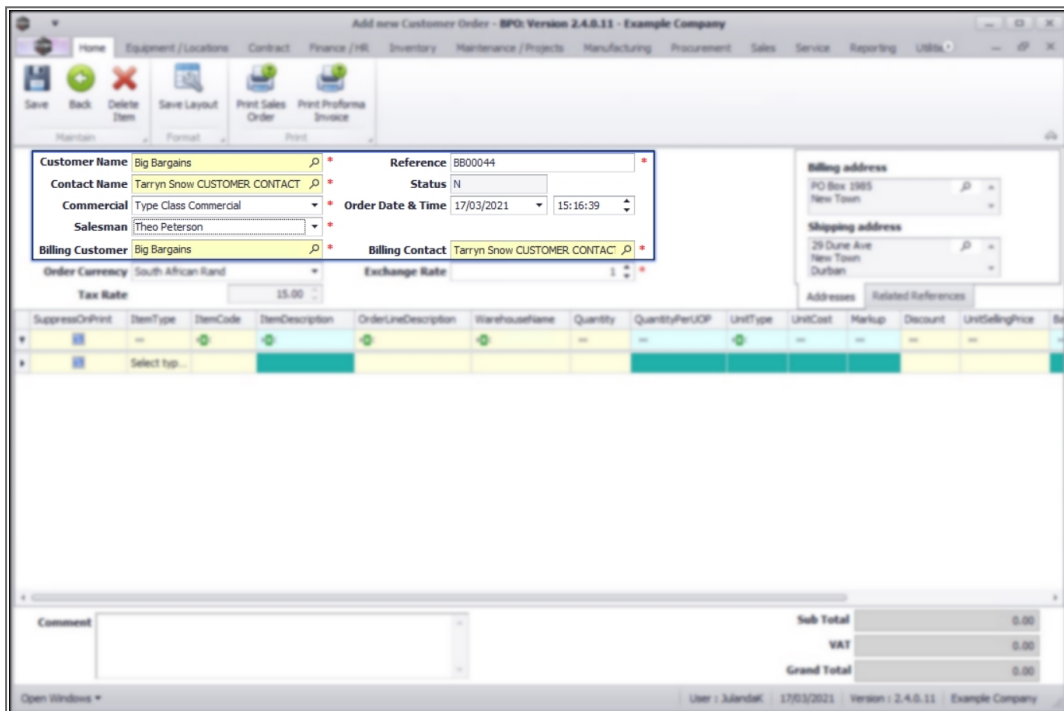 Add new Customer Order - BPO: Version 2.4.0.11 - Example Company
Home Equipment / Locations Contract Finance / HR Inventory Maintenance / Projects Manufacturing Procurement Sales Service Reporting
Save Back Delete Item Save Layout Print Sales Order Print Proforma Invoice
Maintain Format Print
Customer Name Big Bargains * Reference BB00044 *
Contact Name Tarryn Snow CUSTOMER CONTACT * Status N
Commercial Type Class Commercial * Order Date & Time 17/03/2021 15:16:39
Salesman Theo Peterson *
Billing Customer Big Bargains * Billing Contact Tarryn Snow CUSTOMER CONTACT *
Order Currency South African Rand Exchange Rate 1 *
Tax Rate 15.00
Billing address
PO Box 1985
New Town
Shipping address
29 Dune Ave
New Town
Durban
Addresses Related References
SuppressOnPrint ItemType ItemCode ItemDescription OrderLineDescription WarehouseName Quantity QuantityPerUOP UnitType UnitCost Markup Discount UnitSellingPrice
Select typ...
Comment
Sub Total 0.00
VAT 0.00
Grand Total 0.00
Open Windows User : JulandaK 17/03/2021 Version : 2.4.0.11 Example Company